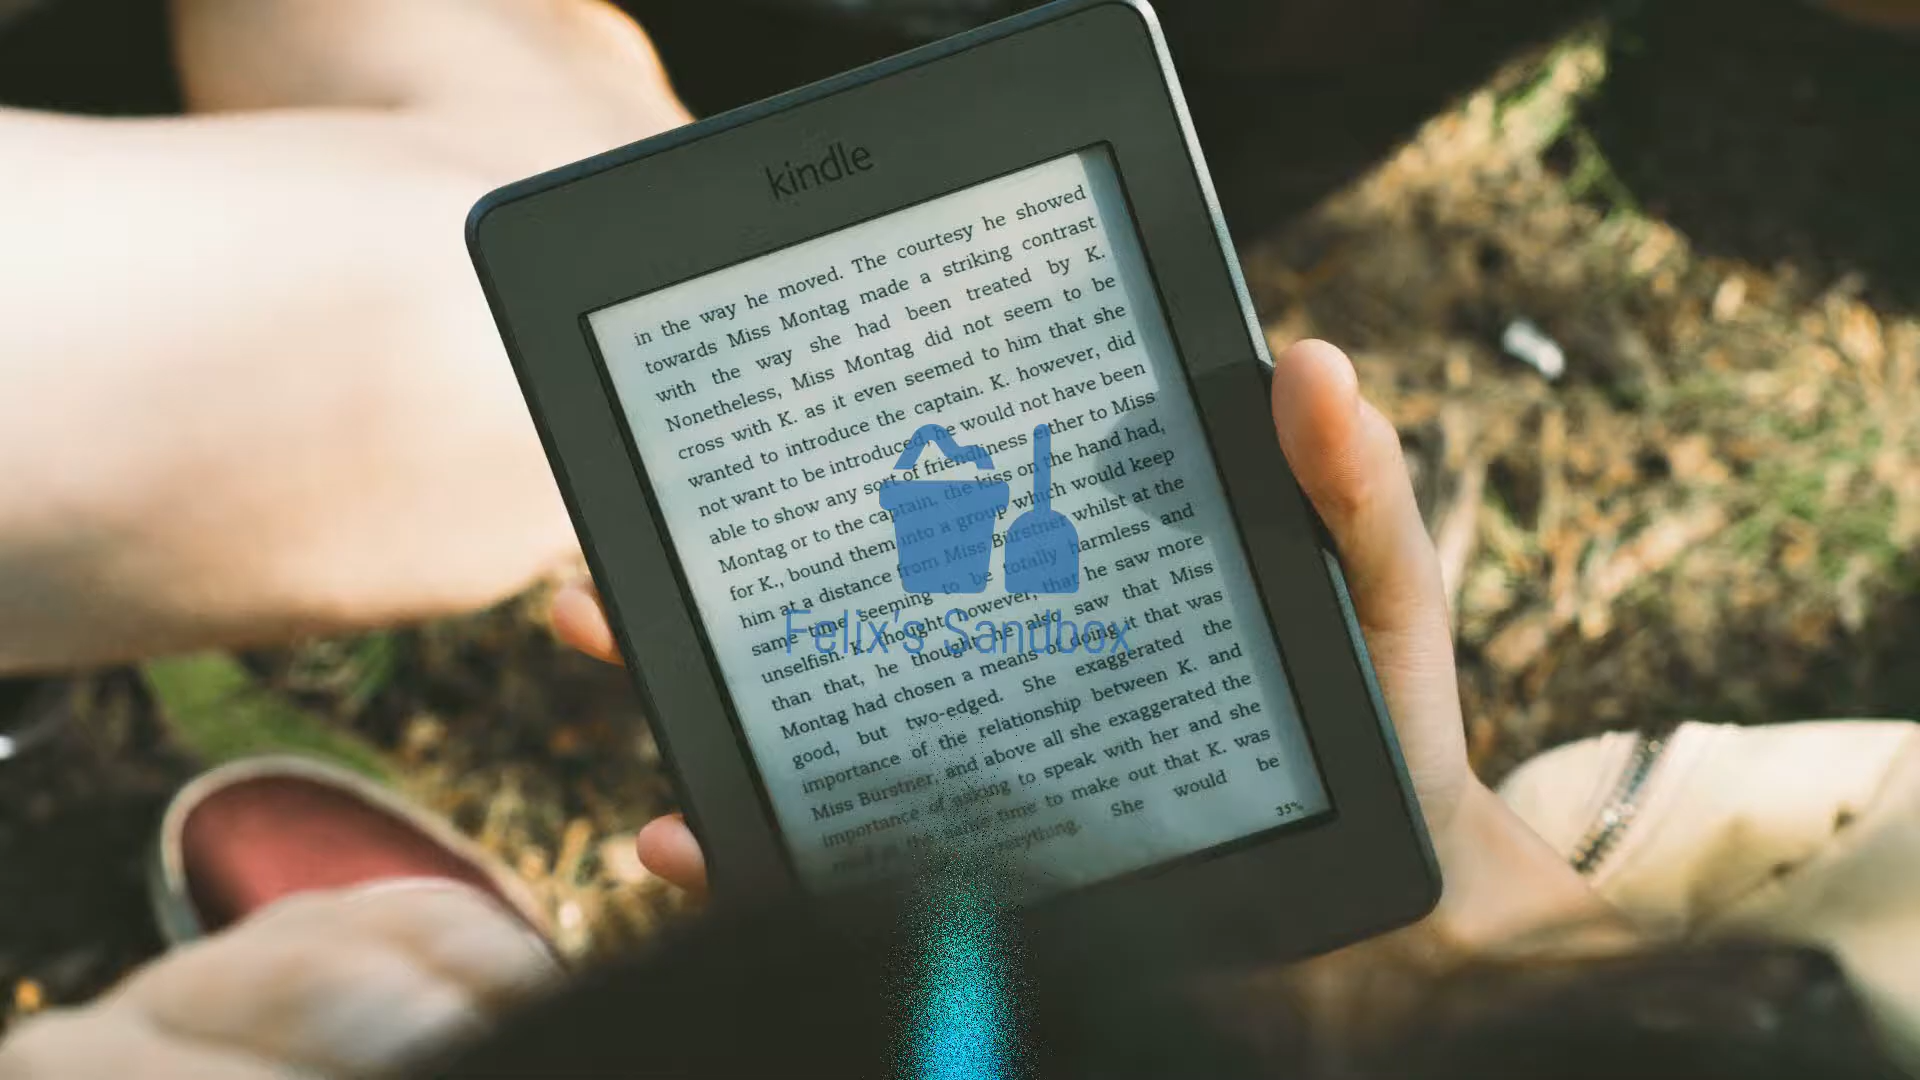 kindle
in the way he moved. The courtesy he showed
towards Miss Montag made a striking contrast
with the way she had been treated by K.
Nonetheless, Miss Montag did not seem to be
cross with K. as it even seemed to him that she
wanted to introduce the captain. K. however, did
not want to be introduced, he would not have been
able to show any sort of friendliness either to Miss
Montag or to the captain, the kiss on the hand had,
for K., bound them into a group which would keep
him at a distance from Miss Bürstner whilst at the
same time seeming to be totally harmless and
unselfish. K. thought, however, that he saw more
than that, he thought he also saw that Miss
Montag had chosen a means of doing it that was
good, but two-edged. She exaggerated the
importance of the relationship between K. and
Miss Burstner, and above all she exaggerated the
importance of asking to speak with her and she
the same time to make out that K. was
everything. She would be
35%
Felix's Sandbox